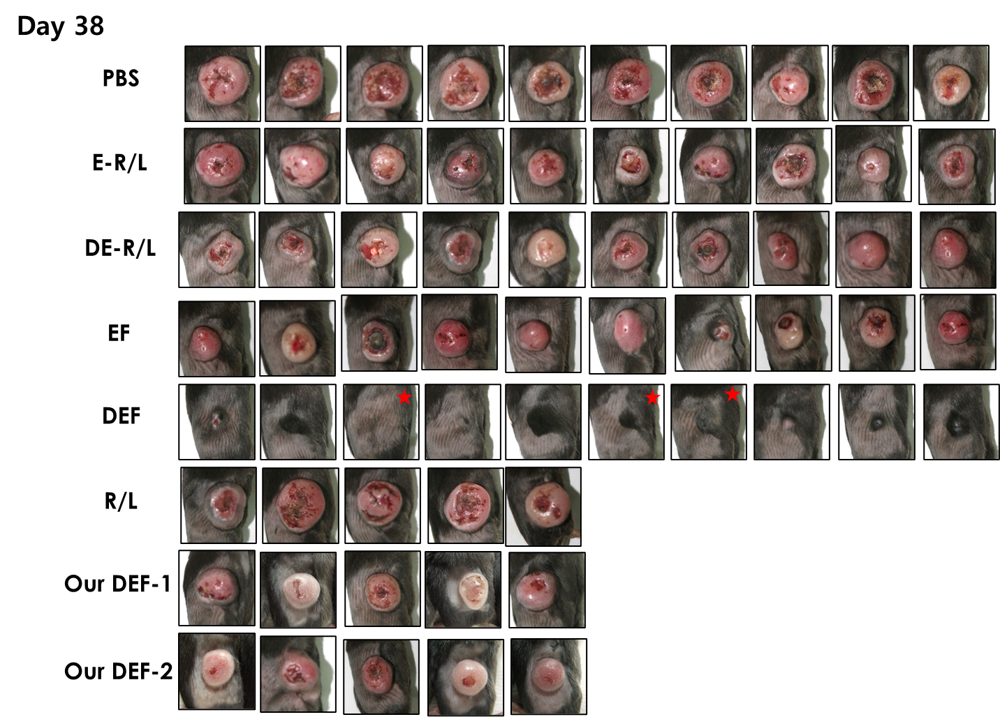 Day 38
PBS
E-R/L
DE-R/L
EF
DEF
R/L
Our DEF-1
Our DEF-2